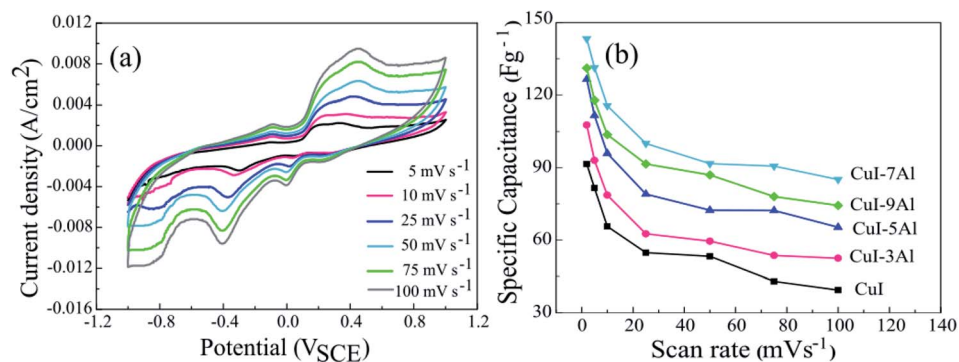 (a)
Current density (A/cm²)
0.012
0.008
0.004
0.000
-0.004
-0.008
-0.012
-0.016
-1.2
-0.8
-0.4
0.0
0.4
0.8
1.2
Potential (V_SCE)
5 mV s⁻¹
10 mV s⁻¹
25 mV s⁻¹
50 mV s⁻¹
75 mV s⁻¹
100 mV s⁻¹
(b)
Specific Capacitance (Fg⁻¹)
150
120
90
60
30
0
20
40
60
80
100
120
140
Scan rate (mVs⁻¹)
CuI-7Al
CuI-9Al
CuI-5Al
CuI-3Al
CuI